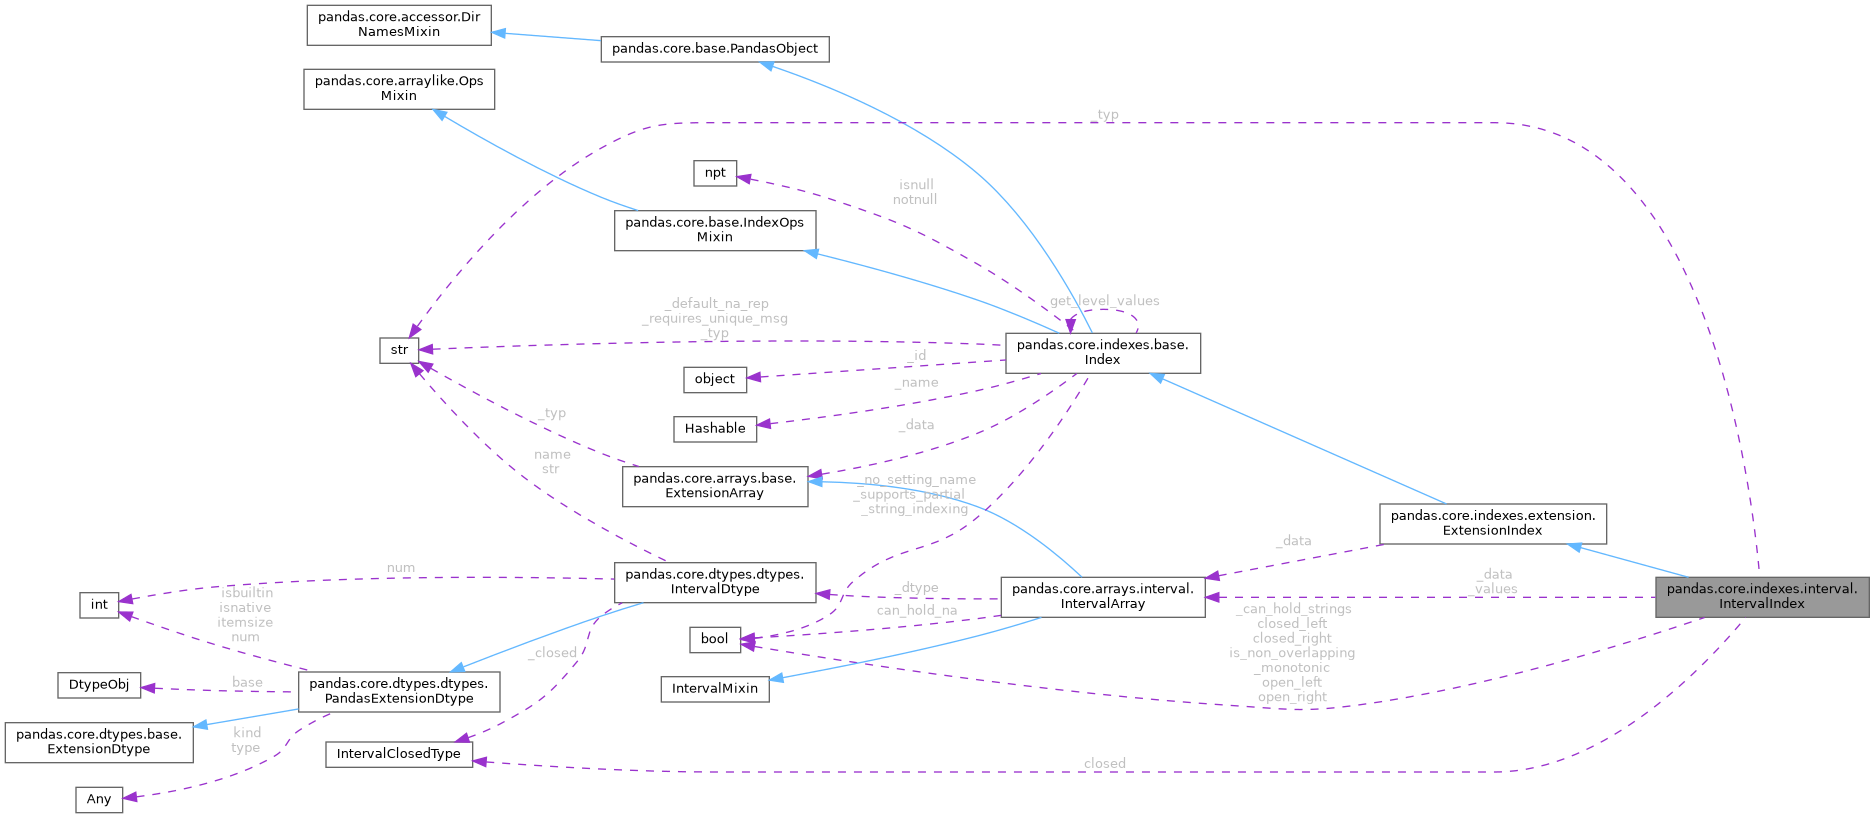 pandas.core.accessor.Dir
NamesMixin
pandas.core.base.PandasObject
pandas.core.arraylike.Ops
Mixin
_typ
npt
isnull
notnull
pandas.core.base.IndexOps
Mixin
get_level_values
_default_na_rep
_requires_unique_msg
_typ
str
pandas.core.indexes.base.
Index
_id
object
_name
Hashable
_data
_typ
name
str
pandas.core.arrays.base.
ExtensionArray
_no_setting_name
_supports_partial
_string_indexing
pandas.core.indexes.extension.
ExtensionIndex
_data
num
pandas.core.dtypes.dtypes.
IntervalDtype
_dtype
pandas.core.arrays.interval.
IntervalArray
_data
_values
pandas.core.indexes.interval.
IntervalIndex
int
isbuiltin
isnative
itemsize
num
can_hold_na
bool
_can_hold_strings
closed_left
closed_right
is_non_overlapping
_monotonic
open_left
open_right
_closed
IntervalMixin
DtypeObj
base
pandas.core.dtypes.dtypes.
PandasExtensionDtype
pandas.core.dtypes.base.
ExtensionDtype
kind
type
IntervalClosedType
closed
Any